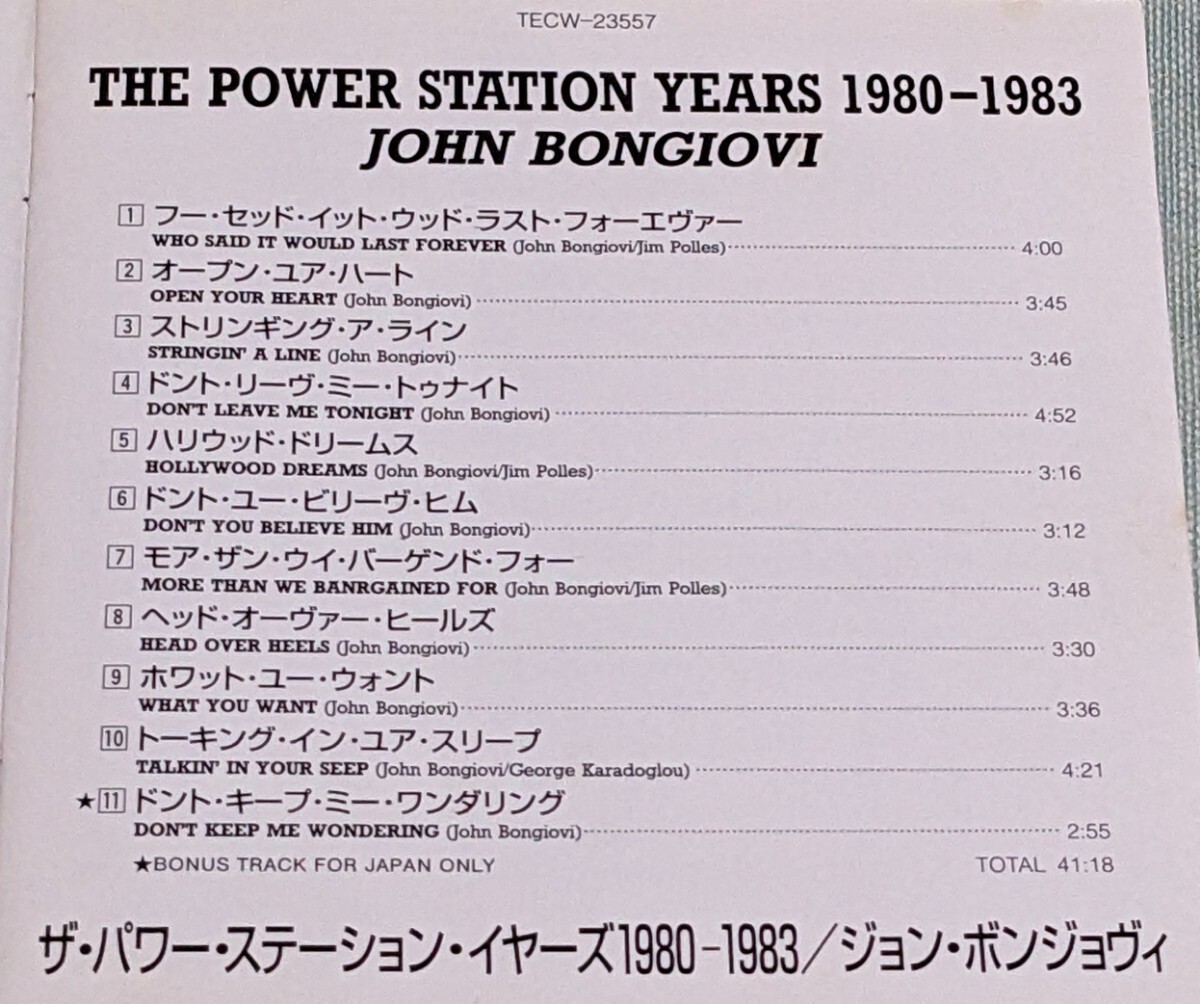 TECW-23557
THE POWER STATION YEARS 1980-1983
JOHN BONGIOVI
1 フー・セッド・イット・ウッド・ラスト・フォーエヴァー
WHO SAID IT WOULD LAST FOREVER (John Bongiovi/Jim Polles) 4:00
2 オープン・ユア・ハート
OPEN YOUR HEART (John Bongiovi) 3:45
3 ストリンギング・ア・ライン
STRINGIN' A LINE (John Bongiovi) 3:46
4 ドント・リーヴ・ミー・トゥナイト
DON'T LEAVE ME TONIGHT (John Bongiovi) 4:52
5 ハリウッド・ドリームス
HOLLYWOOD DREAMS (John Bongiovi/Jim Polles) 3:16
6 ドント・ユー・ビリーヴ・ヒム
DON'T YOU BELIEVE HIM (John Bongiovi) 3:12
7 モア・ザン・ウイ・バーゲンド・フォー
MORE THAN WE BANRGAINED FOR (John Bongiovi/Jim Polles) 3:48
8 ヘッド・オーヴァー・ヒールズ
HEAD OVER HEELS (John Bongiovi) 3:30
9 ホワット・ユー・ウォント
WHAT YOU WANT (John Bongiovi) 3:36
10 トーキング・イン・ユア・スリープ
TALKIN' IN YOUR SEEP (John Bongiovi/George Karadoglou) 4:21
★11 ドント・キープ・ミー・ワンダリング
DON'T KEEP ME WONDERING (John Bongiovi) 2:55
★BONUS TRACK FOR JAPAN ONLY TOTAL 41:18
ザ・パワー・ステーション・イヤーズ1980-1983/ジョン・ボンジョヴィ